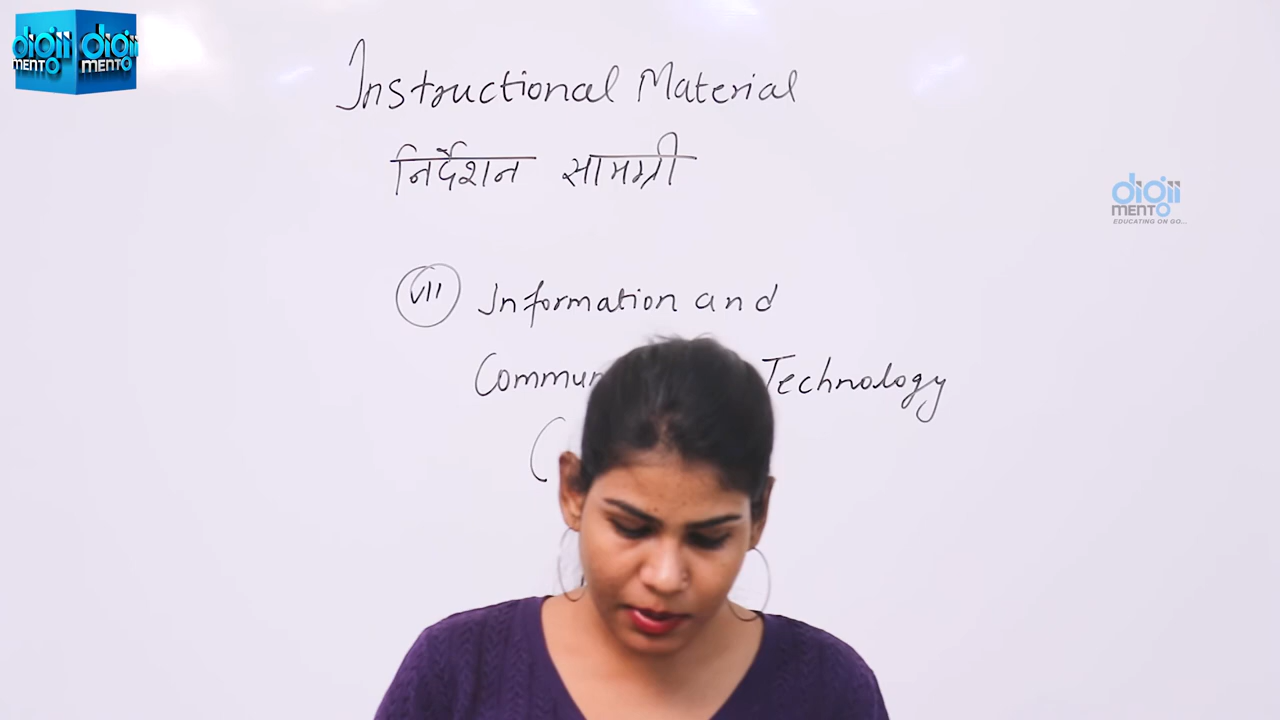 digii digii
MENTO MENTO
Instructional Material
निर्देशन सामग्री
digii
MENTO
EDUCATING ON GO...
VII Information and
Technology
(